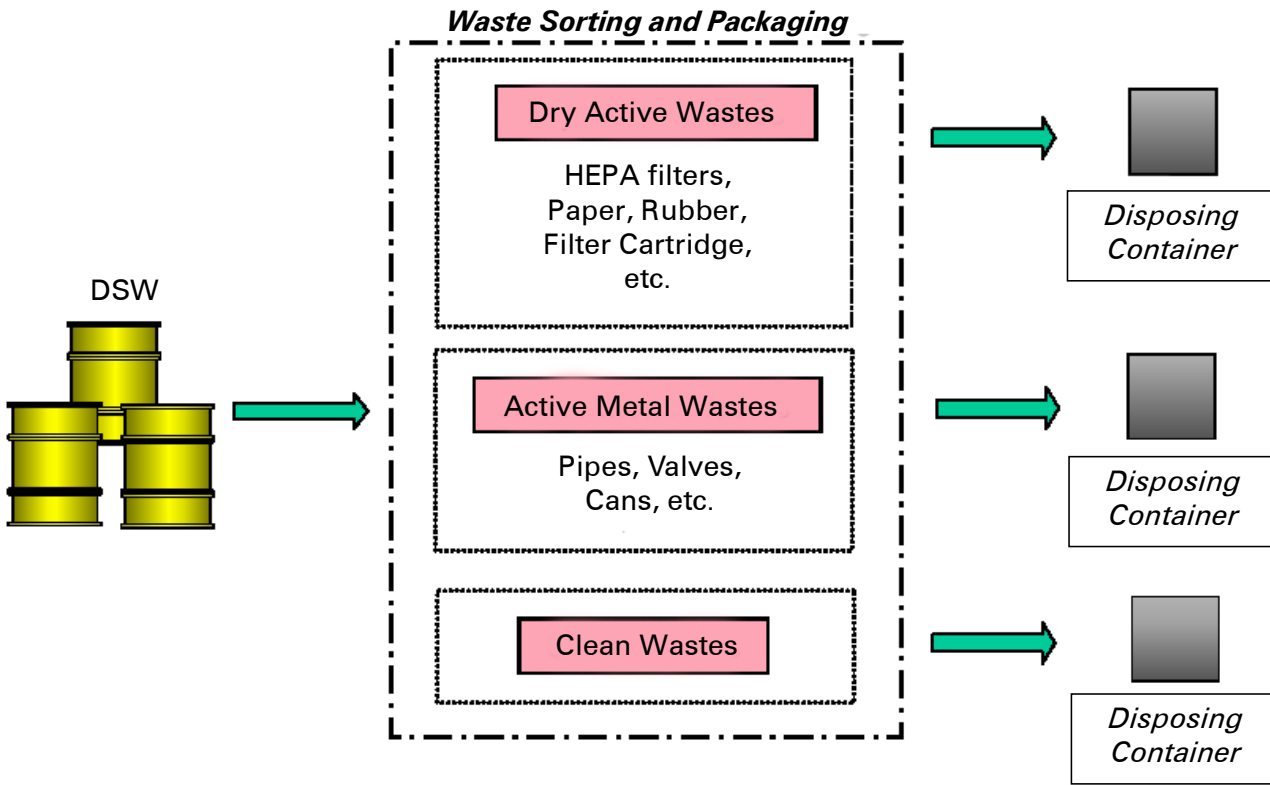 Waste Sorting and Packaging
DSW
Dry Active Wastes
HEPA filters,
Paper, Rubber,
Filter Cartridge,
etc.
Disposing
Container
Active Metal Wastes
Pipes, Valves,
Cans, etc.
Disposing
Container
Clean Wastes
Disposing
Container